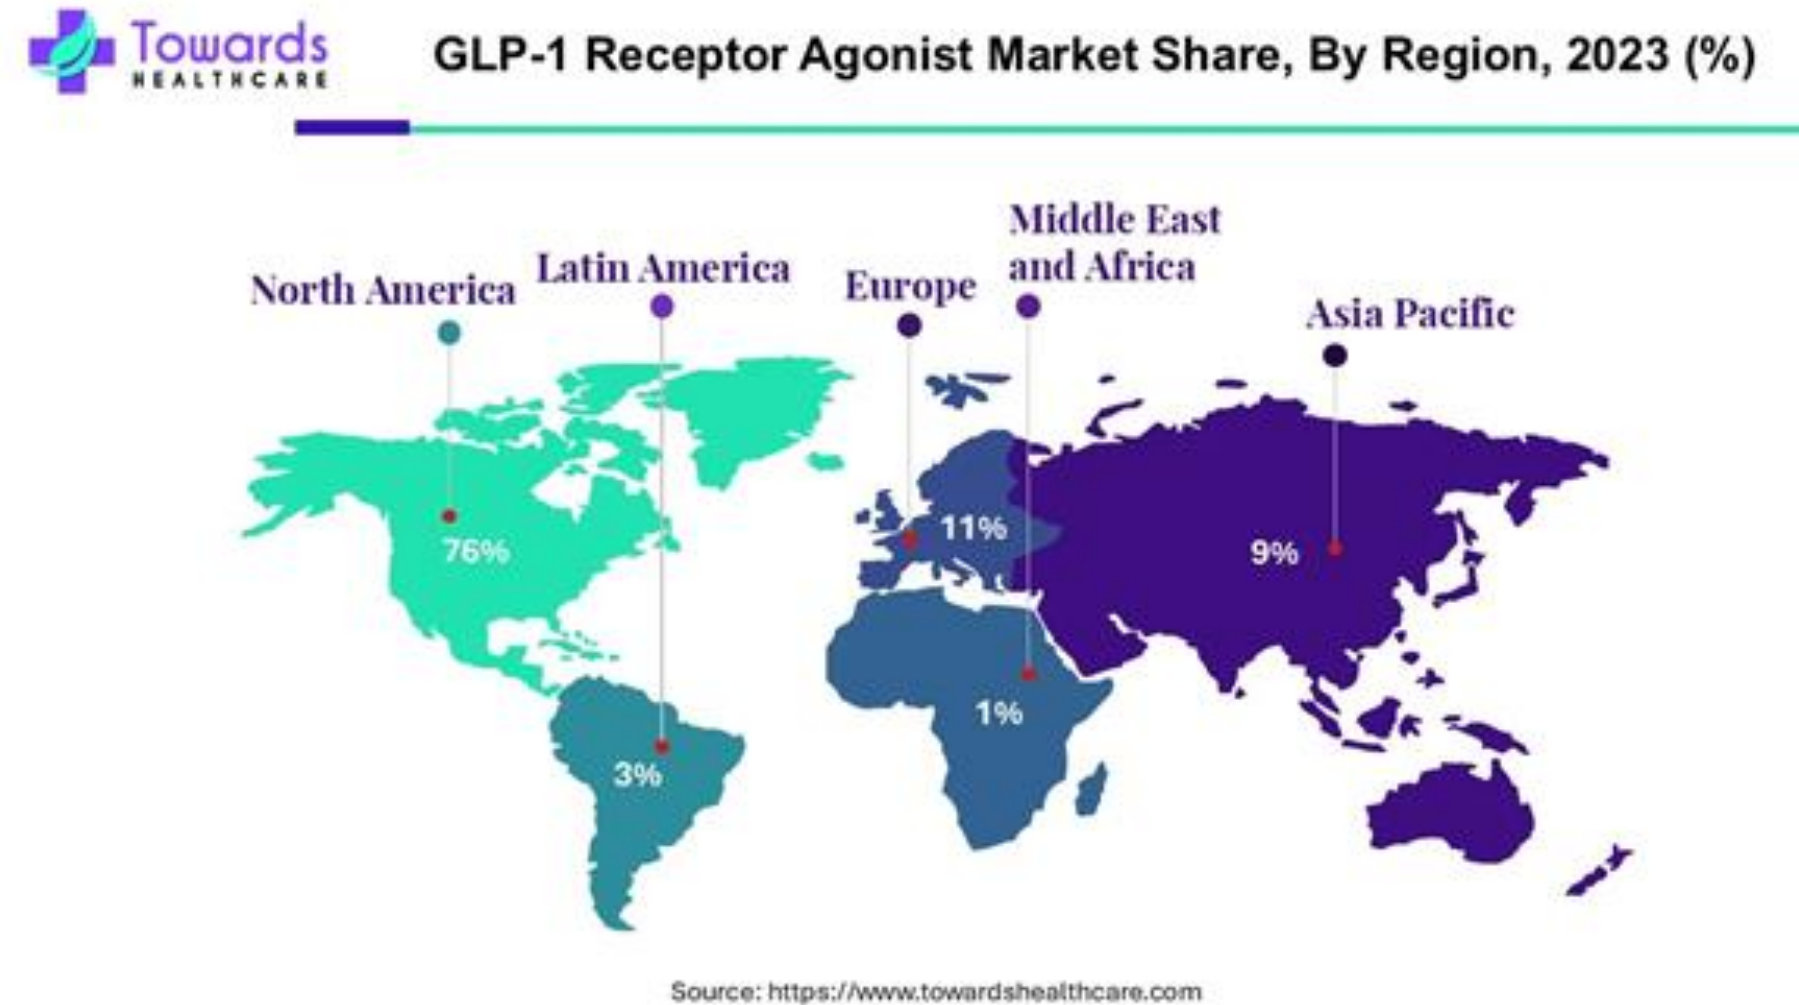 Towards
HEALTHCARE
GLP-1 Receptor Agonist Market Share, By Region, 2023 (%)
North America
Latin America
Europe
Middle East
and Africa
Asia Pacific
76%
3%
11%
1%
9%
Source: https://www.towardshealthcare.com